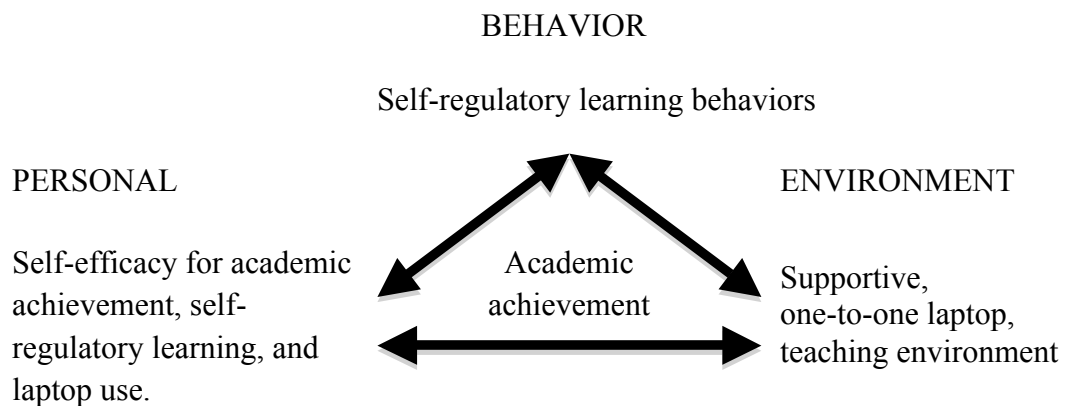 BEHAVIOR
Self-regulatory learning behaviors
PERSONAL
Self-efficacy for academic
achievement, self-
regulatory learning, and
laptop use.
Academic
achievement
ENVIRONMENT
Supportive,
one-to-one laptop,
teaching environment